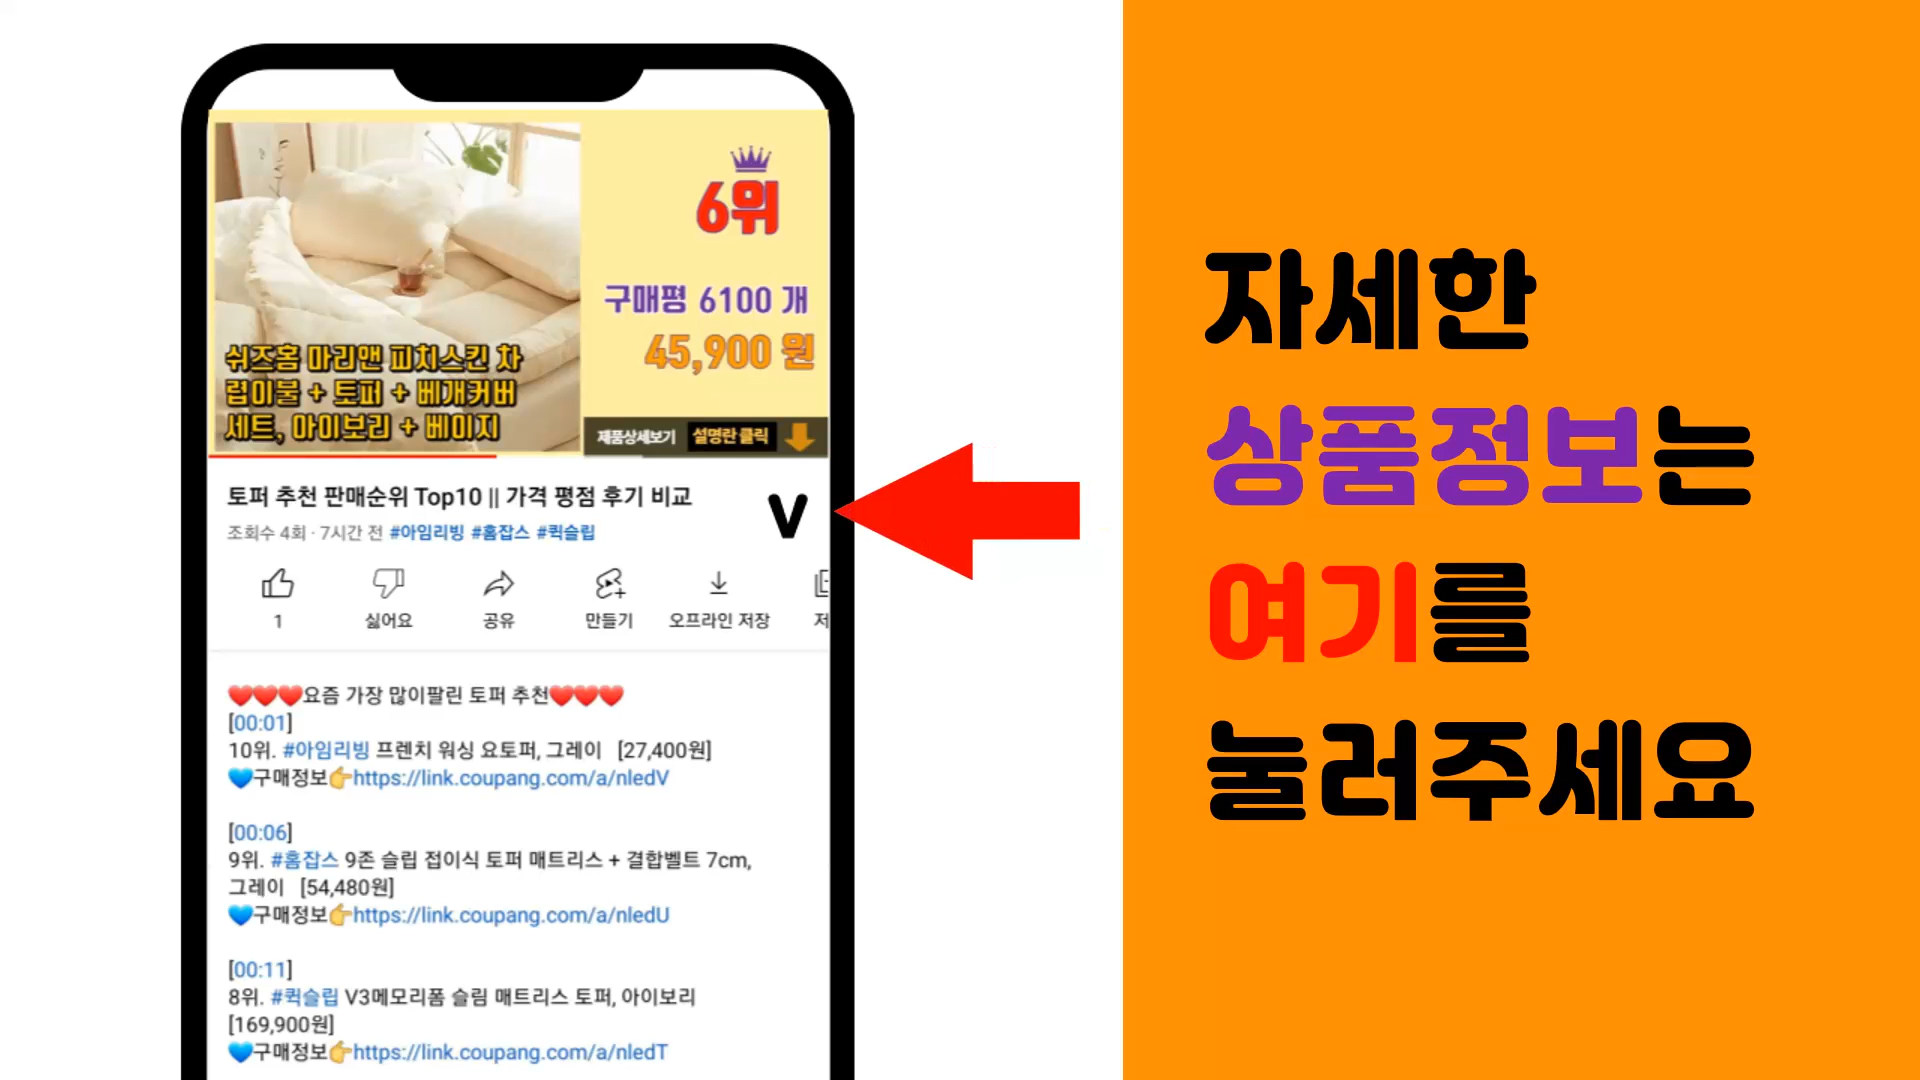 6위
구매평 6100 개
45,900 원
쉬즈홈 마리앤 피치스킨 차
렵이불 + 토퍼 + 베개커버
세트, 아이보리 + 베이지
제품상세보기 설명란 클릭
토퍼 추천 판매순위 Top10 || 가격 평점 후기 비교
V
조회수 4회 · 7시간 전 #아임리빙 #홈잡스 #퀵슬립
1 싫어요 공유 만들기 오프라인 저장 저
❤️❤️❤️요즘 가장 많이팔린 토퍼 추천❤️❤️❤️
[00:01]
10위. #아임리빙 프렌치 워싱 요토퍼, 그레이 [27,400원]
💙구매정보👉https://link.coupang.com/a/nledV
[00:06]
9위. #홈잡스 9존 슬립 접이식 토퍼 매트리스 + 결합벨트 7cm,
그레이 [54,480원]
💙구매정보👉https://link.coupang.com/a/nledU
[00:11]
8위. #퀵슬립 V3메모리폼 슬림 매트리스 토퍼, 아이보리
[169,900원]
💙구매정보👉https://link.coupang.com/a/nledT
자세한
상품정보는
여기를
눌러주세요